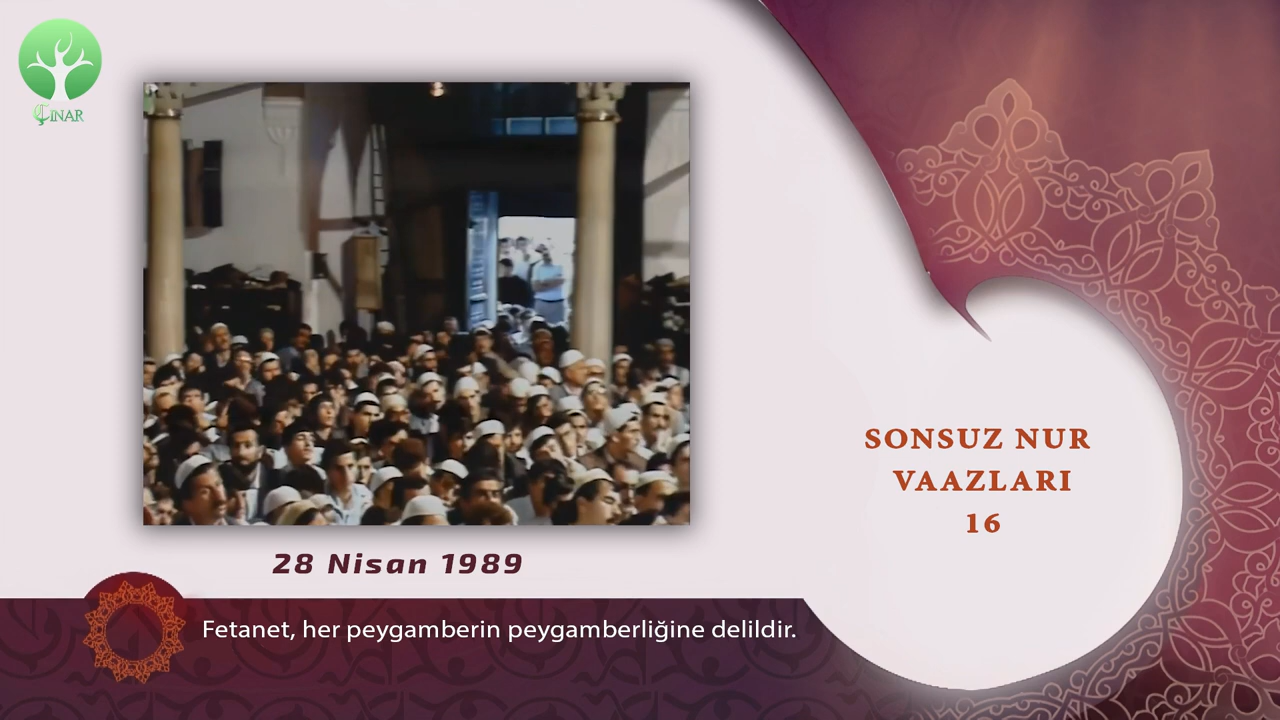 ÇINAR
SONSUZ NUR
VAAZLARI
16
28 Nisan 1989
Fetanet, her peygamberin peygamberliğine delildir.